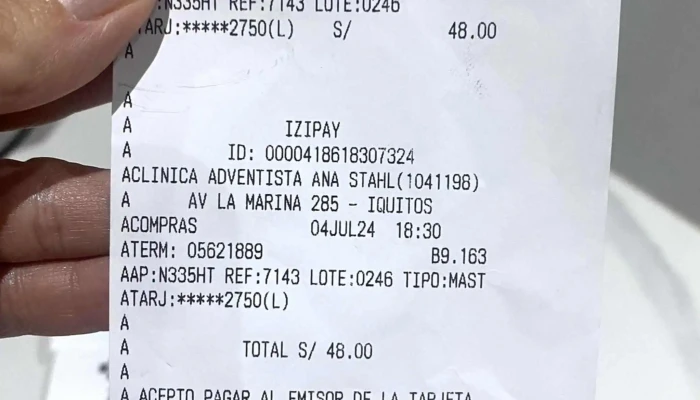 :N335HT REF:7143 LOTE:0246
ARJ:*****2750(L) S/ 48.00
A
A
A IZIPAY
A ID: 0000418618307324
ACLINICA ADVENTISTA ANA STAHL(1041198)
A AV LA MARINA 285 - IQUITOS
ACOMPRAS 04JUL24 18:30
ATERM: 05621889 B9.163
AAP:N335HT REF:7143 LOTE:0246 TIPO:MAST
ATARJ:*****2750(L)
A
A TOTAL S/ 48.00
A
A ACEPTO PAGAR AL EMISOR DE LA TARJETA